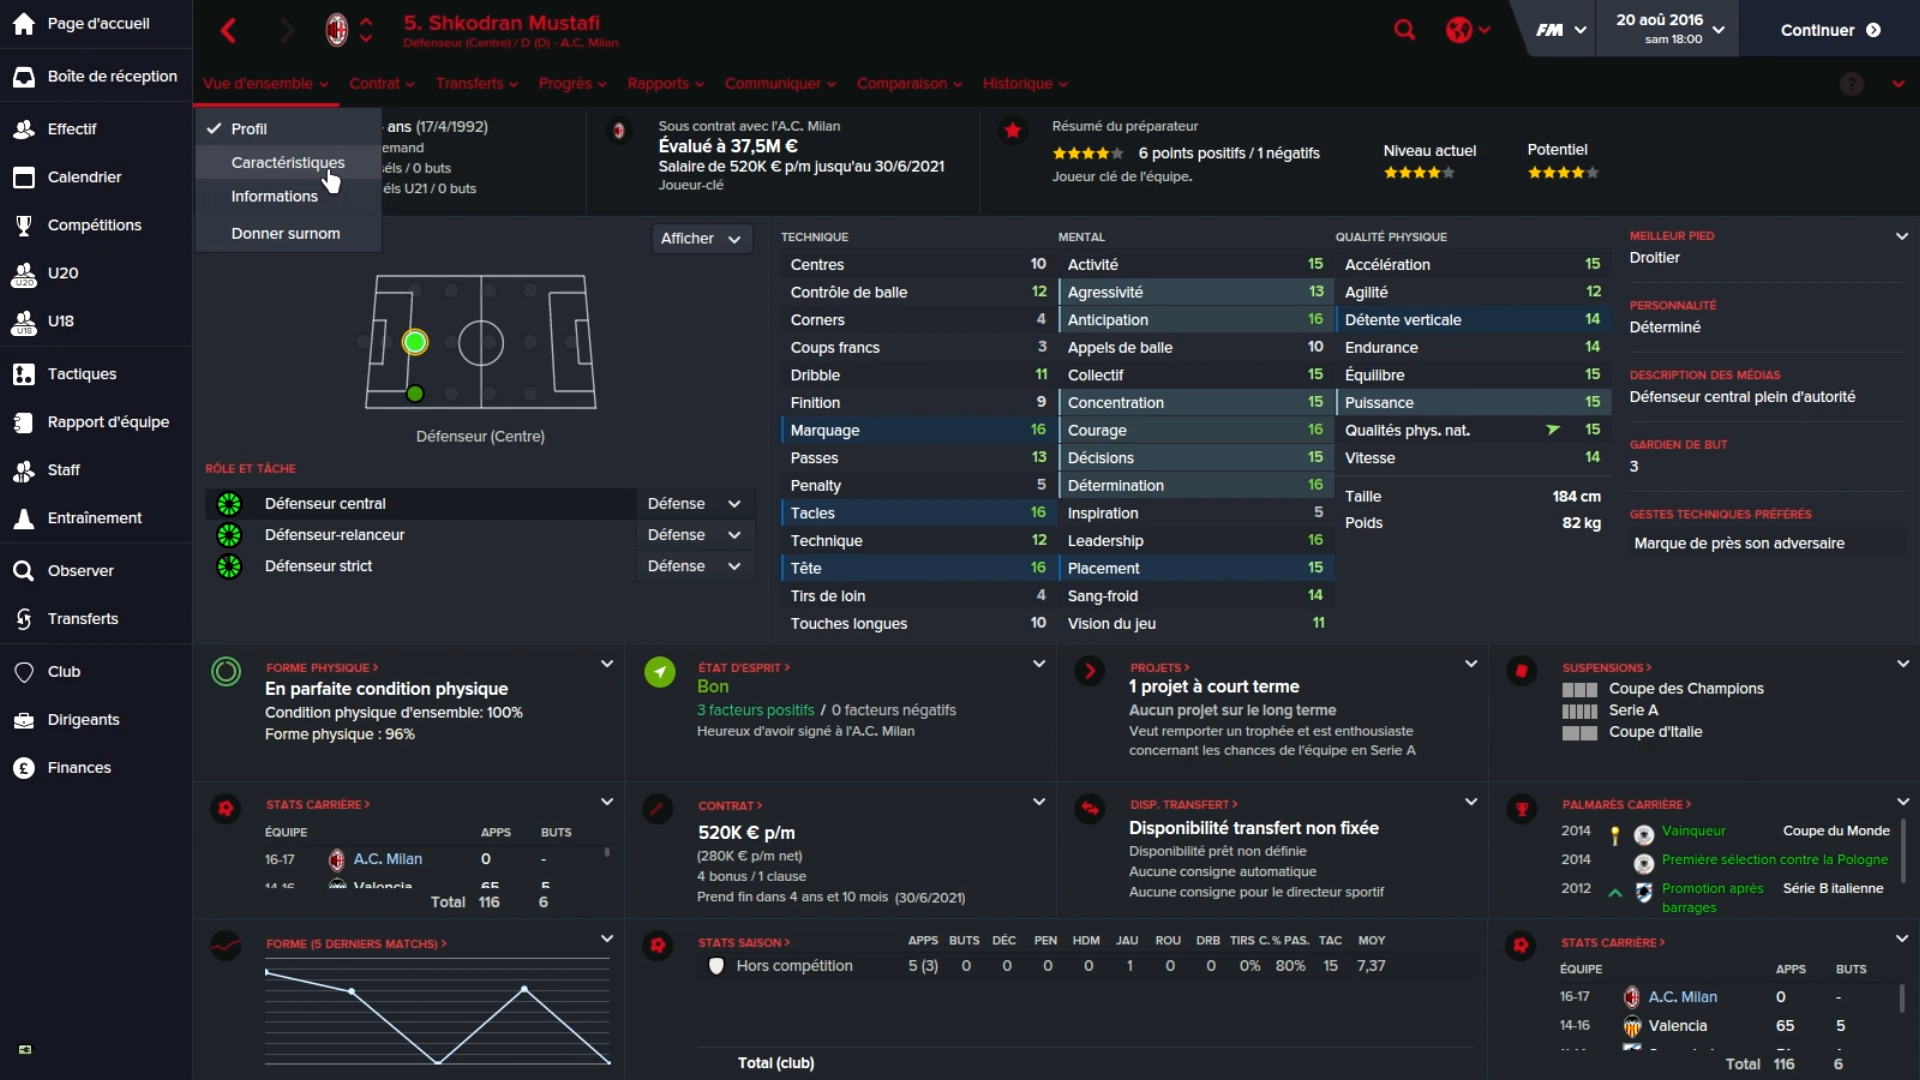 Page d'accueil
Boîte de réception
Effectif
Calendrier
Compétitions
U20
U20
U18
U18
Tactiques
Rapport d'équipe
Staff
Entraînement
Observer
Transferts
Club
Dirigeants
Finances
5. Shkodran Mustafi
Défenseur (Centre) / D (D) - A.C. Milan
FM
20 aoû 2016
sam 18:00
Continuer
Vue d'ensemble
Contrat
Transferts
Progrès
Rapports
Communiquer
Comparaison
Historique
?
Profil
Caractéristiques
Informations
Donner surnom
ans (17/4/1992)
emand
éls / 0 buts
éls U21 / 0 buts
Sous contrat avec l'A.C. Milan
Évalué à 37,5M €
Salaire de 520K € p/m jusqu'au 30/6/2021
Joueur-clé
Résumé du préparateur
6 points positifs / 1 négatifs
Joueur clé de l'équipe.
Niveau actuel
Potentiel
Afficher
Défenseur (Centre)
RÔLE ET TÂCHE
Défenseur central Défense
Défenseur-relanceur Défense
Défenseur strict Défense
TECHNIQUE
Centres 10
Contrôle de balle 12
Corners 4
Coups francs 3
Dribble 11
Finition 9
Marquage 16
Passes 13
Penalty 5
Tacles 16
Technique 12
Tête 16
Tirs de loin 4
Touches longues 10
MENTAL
Activité 15
Agressivité 13
Anticipation 16
Appels de balle 10
Collectif 15
Concentration 15
Courage 16
Décisions 15
Détermination 16
Inspiration 5
Leadership 16
Placement 15
Sang-froid 14
Vision du jeu 11
QUALITÉ PHYSIQUE
Accélération 15
Agilité 12
Détente verticale 14
Endurance 14
Équilibre 15
Puissance 15
Qualités phys. nat. 15
Vitesse 14
Taille 184 cm
Poids 82 kg
MEILLEUR PIED
Droitier
PERSONNALITÉ
Déterminé
DESCRIPTION DES MÉDIAS
Défenseur central plein d'autorité
GARDIEN DE BUT
3
GESTES TECHNIQUES PRÉFÉRÉS
Marque de près son adversaire
FORME PHYSIQUE >
En parfaite condition physique
Condition physique d'ensemble: 100%
Forme physique : 96%
ÉTAT D'ESPRIT >
Bon
3 facteurs positifs / 0 facteurs négatifs
Heureux d'avoir signé à l'A.C. Milan
PROJETS >
1 projet à court terme
Aucun projet sur le long terme
Veut remporter un trophée et est enthousiaste
concernant les chances de l'équipe en Serie A
SUSPENSIONS >
Coupe des Champions
Serie A
Coupe d'Italie
STATS CARRIÈRE >
ÉQUIPE APPS BUTS
16-17 A.C. Milan 0 -
14-16 Valencia 65 5
Total 116 6
CONTRAT >
520K € p/m
(280K € p/m net)
4 bonus / 1 clause
Prend fin dans 4 ans et 10 mois (30/6/2021)
DISP. TRANSFERT >
Disponibilité transfert non fixée
Disponibilité prêt non définie
Aucune consigne automatique
Aucune consigne pour le directeur sportif
PALMARÈS CARRIÈRE >
2014 Vainqueur Coupe du Monde
2014 Première sélection contre la Pologne
2012 Promotion après Série B italienne
barrages
FORME (5 DERNIERS MATCHS) >
STATS SAISON > APPS BUTS DÉC PEN HDM JAU ROU DRB TIRS C. % PAS. TAC MOY
Hors compétition 5 (3) 0 0 0 0 1 0 0 0% 80% 15 7,37
Total (club)
STATS CARRIÈRE >
ÉQUIPE APPS BUTS
16-17 A.C. Milan 0 -
14-16 Valencia 65 5
Total 116 6